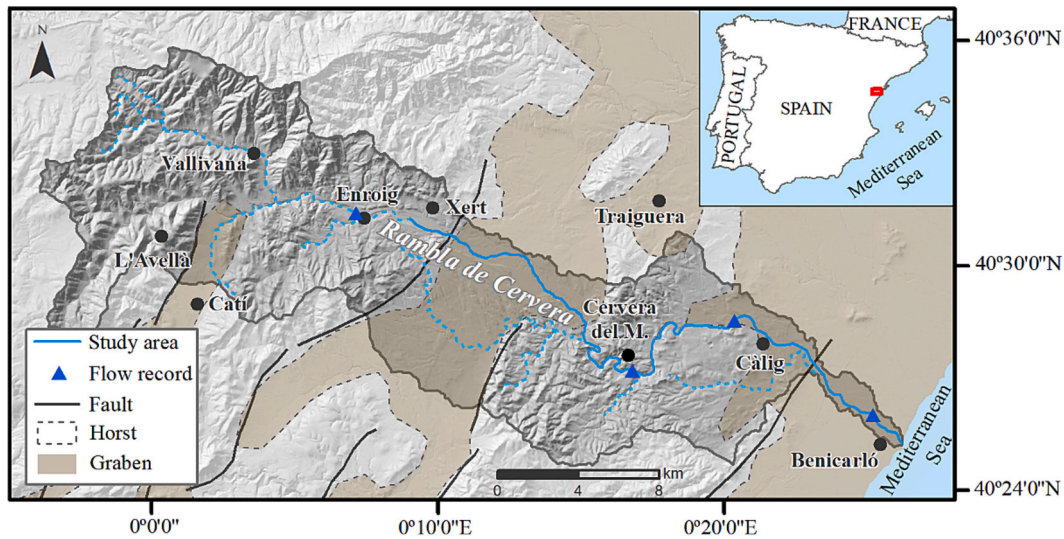 N
FRANCE
PORTUGAL
SPAIN
Mediterranean
Sea
40°36'0"N
40°30'0"N
40°24'0"N
Vallivana
Enroig
Xert
Traiguera
L'Avellà
Catí
Rambla de Cervera
Cervera
del.M.
Càlig
Benicarló
Mediterranean
Sea
Study area
Flow record
Fault
Horst
Graben
km
0 4 8
0°0'0" 0°10'0"E 0°20'0"E